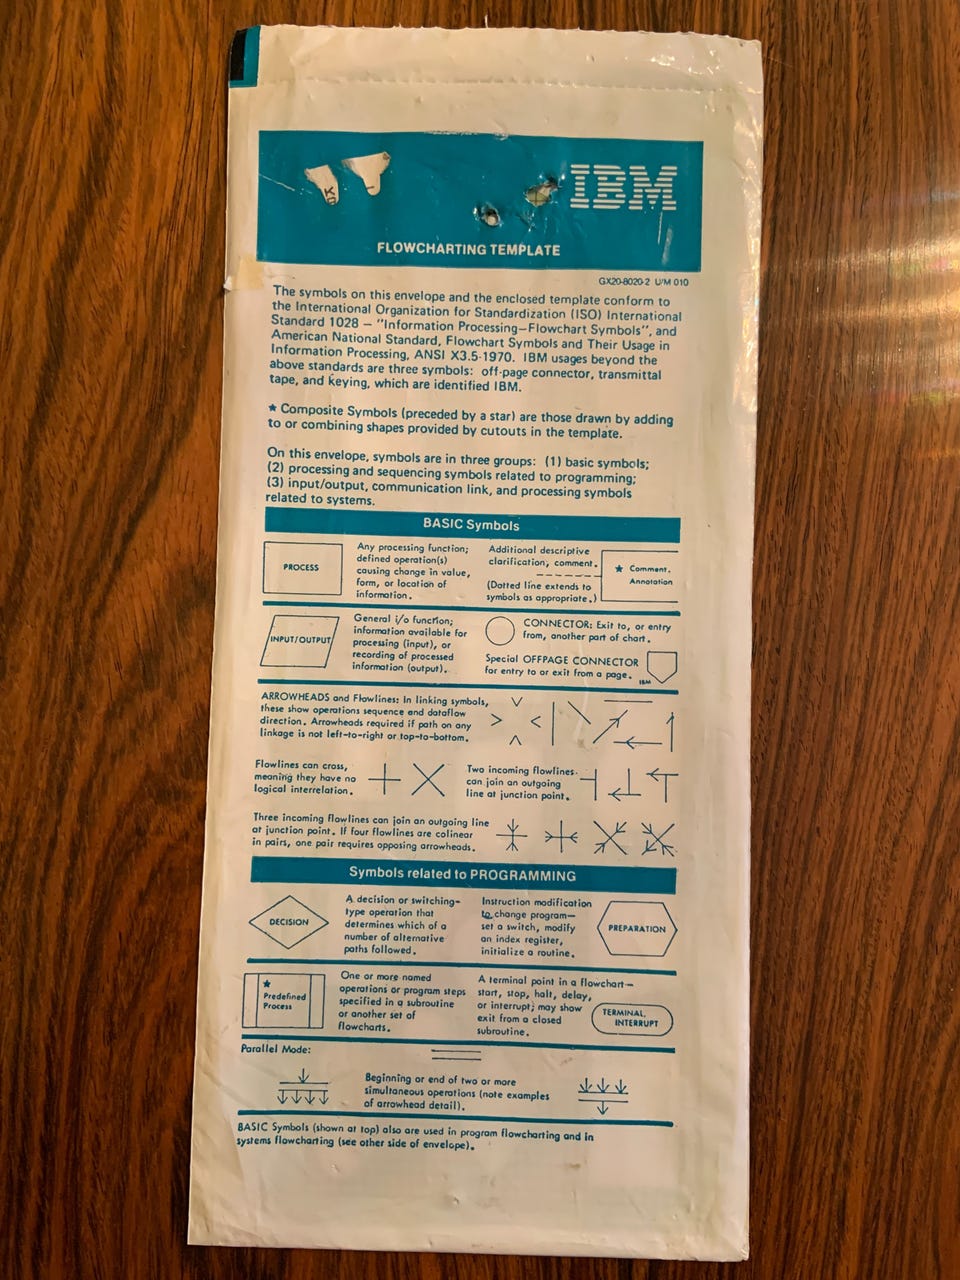 IBM
FLOWCHARTING TEMPLATE
GX20-8020-2 U/M 010
The symbols on this envelope and the enclosed template conform to
the International Organization for Standardization (ISO) International
Standard 1028 – "Information Processing–Flowchart Symbols", and
American National Standard, Flowchart Symbols and Their Usage in
Information Processing, ANSI X3.5-1970. IBM usages beyond the
above standards are three symbols: off-page connector, transmittal
tape, and keying, which are identified IBM.
★ Composite Symbols (preceded by a star) are those drawn by adding
to or combining shapes provided by cutouts in the template.
On this envelope, symbols are in three groups: (1) basic symbols;
(2) processing and sequencing symbols related to programming;
(3) input/output, communication link, and processing symbols
related to systems.
BASIC Symbols
PROCESS
Any processing function;
defined operation(s)
causing change in value,
form, or location of
information.
Additional descriptive
clarification, comment.
(Dotted line extends to
symbols as appropriate.)
★ Comment,
Annotation
INPUT/OUTPUT
General i/o function;
information available for
processing (input), or
recording of processed
information (output).
CONNECTOR: Exit to, or entry
from, another part of chart.
Special OFFPAGE CONNECTOR
for entry to or exit from a page.
IBM
ARROWHEADS and Flowlines: In linking symbols,
these show operations sequence and dataflow
direction. Arrowheads required if path on any
linkage is not left-to-right or top-to-bottom.
Flowlines can cross,
meaning they have no
logical interrelation.
Two incoming flowlines
can join an outgoing
line at junction point.
Three incoming flowlines can join an outgoing line
at junction point. If four flowlines are colinear
in pairs, one pair requires opposing arrowheads.
Symbols related to PROGRAMMING
DECISION
A decision or switching-
type operation that
determines which of a
number of alternative
paths followed.
Instruction modification
to change program—
set a switch, modify
an index register,
initialize a routine.
PREPARATION
★
Predefined
Process
One or more named
operations or program steps
specified in a subroutine
or another set of
flowcharts.
A terminal point in a flowchart—
start, stop, halt, delay,
or interrupt; may show
exit from a closed
subroutine.
TERMINAL,
INTERRUPT
Parallel Mode:
Beginning or end of two or more
simultaneous operations (note examples
of arrowhead detail).
BASIC Symbols (shown at top) also are used in program flowcharting and in
systems flowcharting (see other side of envelope).